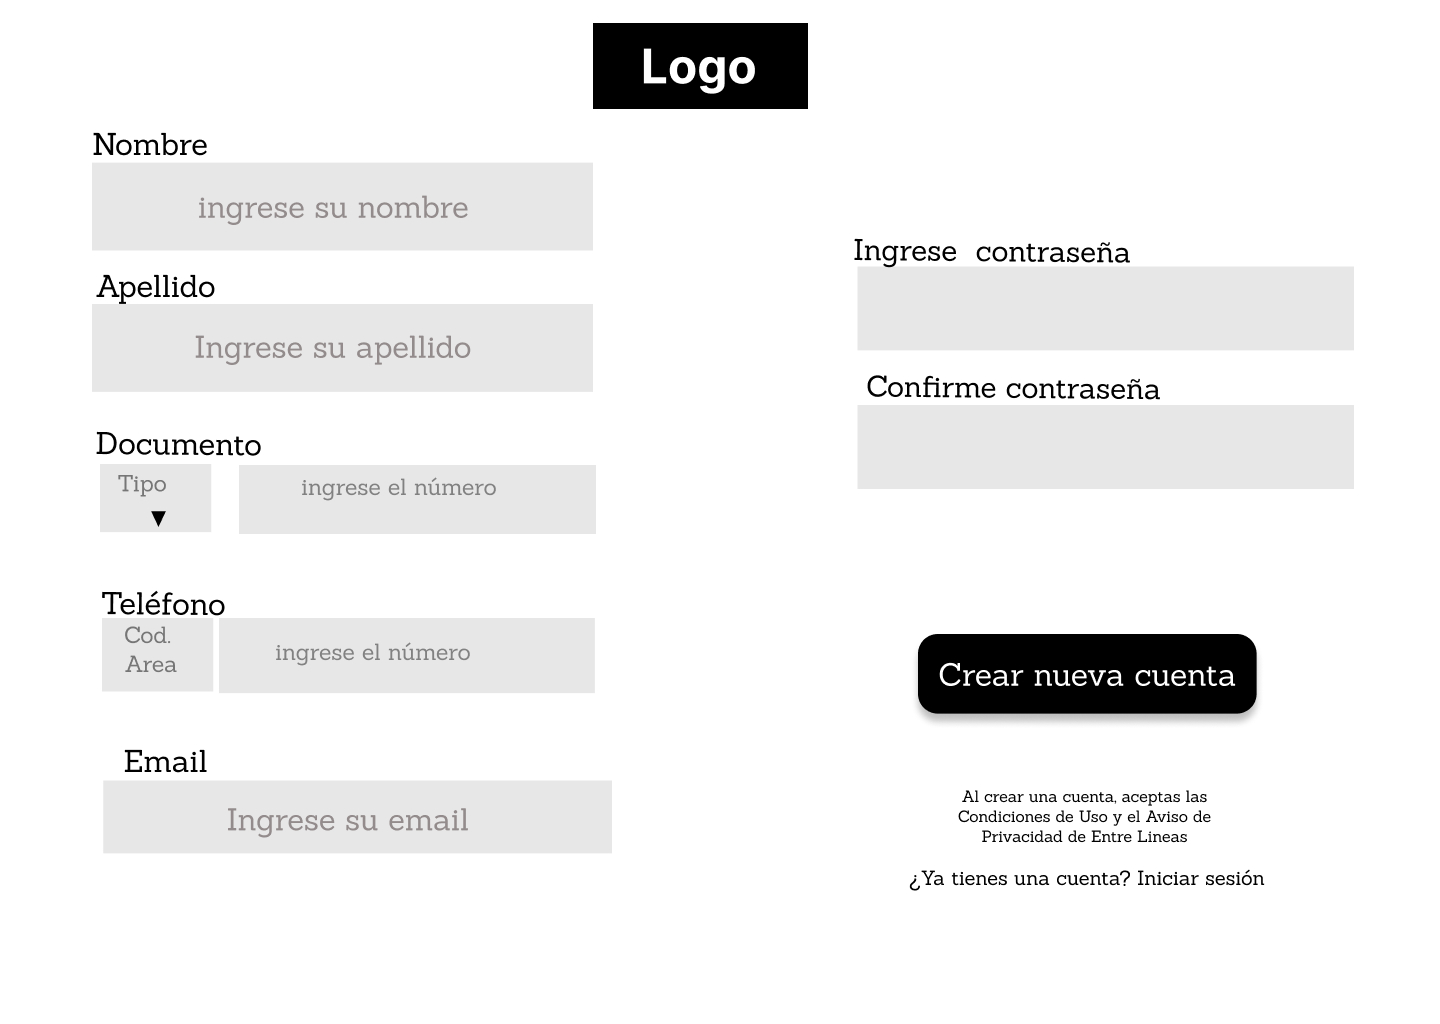 Logo
Nombre
ingrese su nombre
Apellido
Ingrese su apellido
Documento
Tipo
ingrese el número
Teléfono
Cod.
Area
ingrese el número
Email
Ingrese su email
Ingrese contraseña
Confirme contraseña
Crear nueva cuenta
Al crear una cuenta, aceptas las
Condiciones de Uso y el Aviso de
Privacidad de Entre Lineas
¿Ya tienes una cuenta? Iniciar sesión